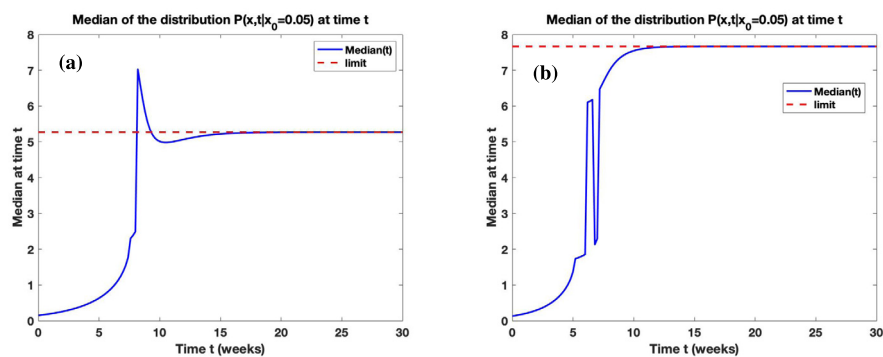 Median of the distribution P(x,t|x0=0.05) at time t
(a)
Median(t)
limit
Median at time t
8
7
6
5
4
3
2
1
0
0 5 10 15 20 25 30
Time t (weeks)
Median of the distribution P(x,t|x0=0.05) at time t
(b)
Median(t)
limit
Median at time t
8
7
6
5
4
3
2
1
0
0 5 10 15 20 25 30
Time t (weeks)